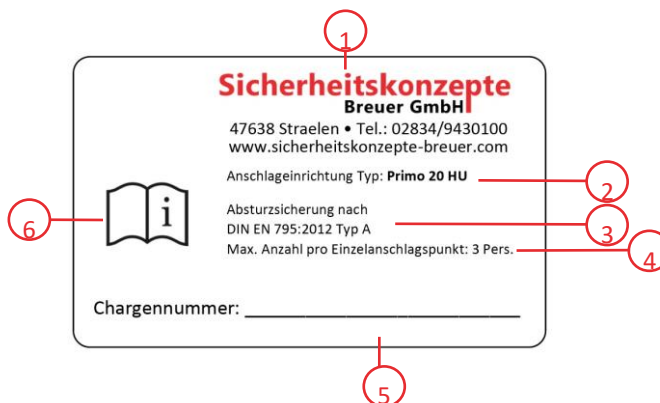 1
Sicherheitskonzepte
Breuer GmbH
47638 Straelen • Tel.: 02834/9430100
www.sicherheitskonzepte-breuer.com
Anschlageinrichtung Typ: Primo 20 HU
2
6
i
Absturzsicherung nach
DIN EN 795:2012 Typ A
3
Max. Anzahl pro Einzelanschlagspunkt: 3 Pers.
4
Chargennummer: ___________________________
5